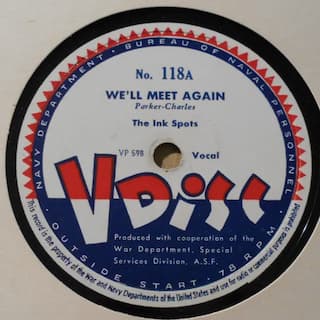 NAVY DEPARTMENT · BUREAU OF NAVAL PERSONNEL
No. 118A
WE'LL MEET AGAIN
Parker-Charles
The Ink Spots
VP 598 Vocal
V Disc
Produced with cooperation of the
War Department, Special
Services Division, A.S.F.
OUTSIDE START · 78 RPM
This record is the property of the War and Navy Departments of the United States and use for radio or commercial purposes is prohibited